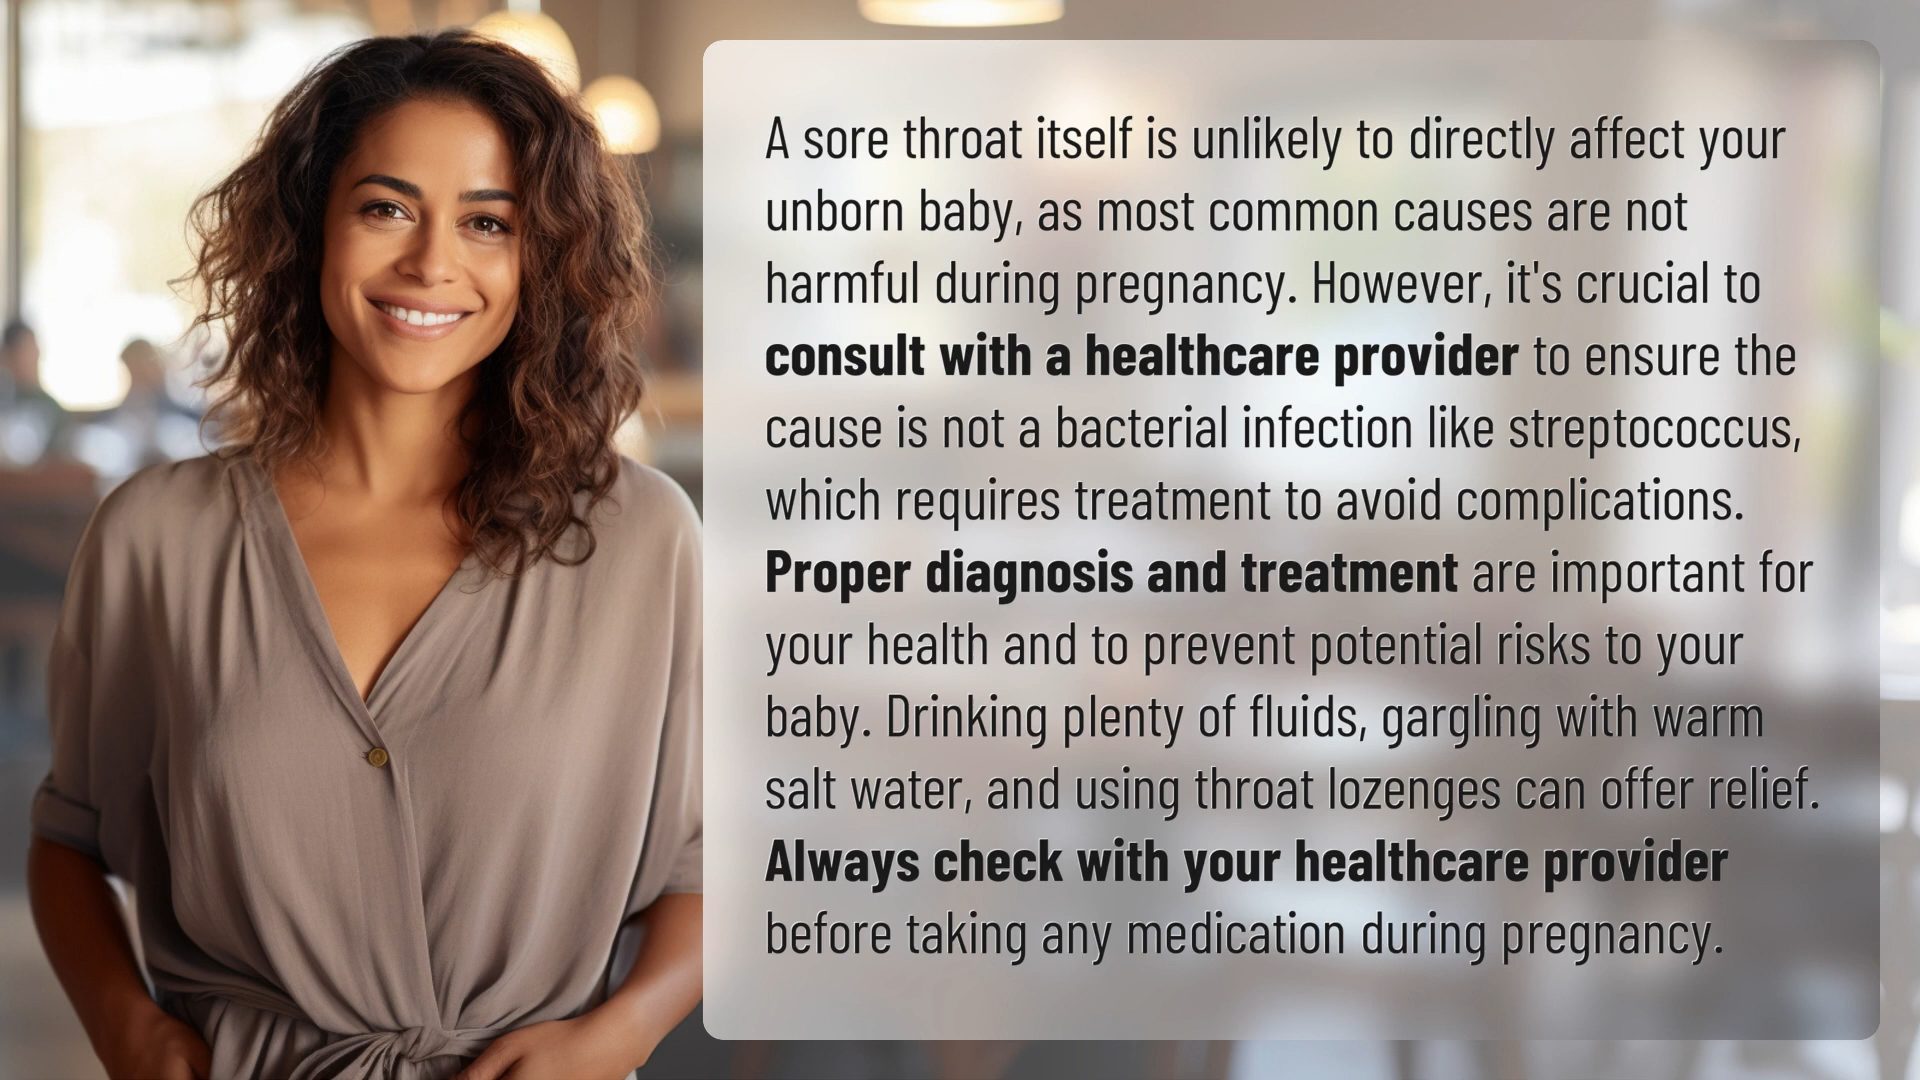 A sore throat itself is unlikely to directly affect your
unborn baby, as most common causes are not
harmful during pregnancy. However, it's crucial to
consult with a healthcare provider to ensure the
cause is not a bacterial infection like streptococcus,
which requires treatment to avoid complications.
Proper diagnosis and treatment are important for
your health and to prevent potential risks to your
baby. Drinking plenty of fluids, gargling with warm
salt water, and using throat lozenges can offer relief.
Always check with your healthcare provider
before taking any medication during pregnancy.